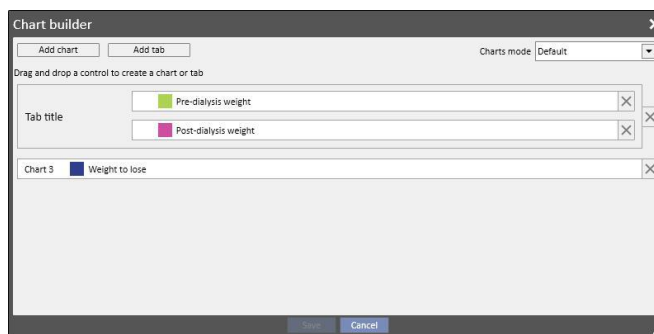 Chart builder
Add chart Add tab Charts mode Default
Drag and drop a control to create a chart or tab
Pre-dialysis weight
Tab title
Post-dialysis weight
Chart 3 Weight to lose
Save Cancel